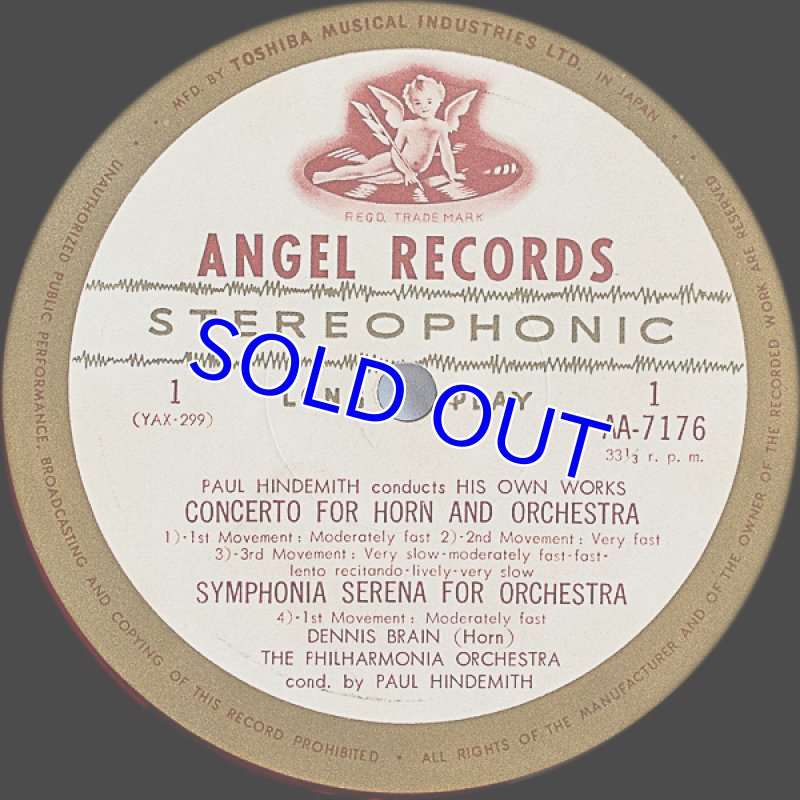 MFD. BY TOSHIBA MUSICAL INDUSTRIES LTD. IN JAPAN
REGD. TRADE MARK
ANGEL RECORDS
STEREOPHONIC
LONG PLAY
1
(YAX-299)
1
AA-7176
33⅓ r. p. m.
SOLD OUT
PAUL HINDEMITH conducts HIS OWN WORKS
CONCERTO FOR HORN AND ORCHESTRA
1)-1st Movement : Moderately fast 2)-2nd Movement : Very fast
3)-3rd Movement : Very slow-moderately fast-fast-
lento recitando-lively-very slow
SYMPHONIA SERENA FOR ORCHESTRA
4)-1st Movement : Moderately fast
DENNIS BRAIN (Horn)
THE PHILHARMONIA ORCHESTRA
cond. by PAUL HINDEMITH
UNAUTHORIZED PUBLIC PERFORMANCE, BROADCASTING AND COPYING OF THIS RECORD PROHIBITED • ALL RIGHTS OF THE MANUFACTURER AND OF THE OWNER OF THE RECORDED WORK ARE RESERVED